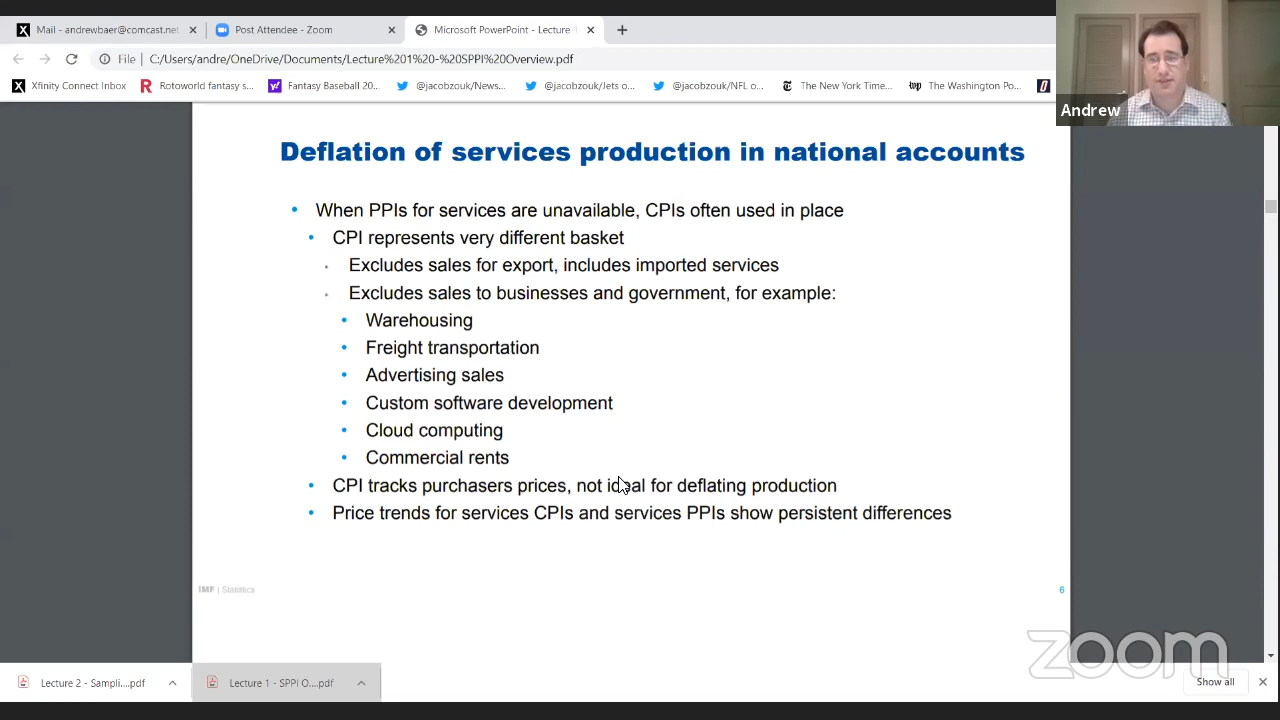 Mail - andrewbaer@comcast.net
Post Attendee - Zoom
Microsoft PowerPoint - Lecture 1
File
C:/Users/andre/OneDrive/Documents/Lecture%201%20-%20SPPI%20Overview.pdf
Xfinity Connect Inbox
Rotoworld fantasy s...
Fantasy Baseball 20...
@jacobzouk/News...
@jacobzouk/Jets o...
@jacobzouk/NFL o...
The New York Time...
The Washington Po...
Andrew
Deflation of services production in national accounts
When PPIs for services are unavailable, CPIs often used in place
CPI represents very different basket
Excludes sales for export, includes imported services
Excludes sales to businesses and government, for example:
Warehousing
Freight transportation
Advertising sales
Custom software development
Cloud computing
Commercial rents
CPI tracks purchasers prices, not ideal for deflating production
Price trends for services CPIs and services PPIs show persistent differences
IMF | Statistics
6
zoom
Lecture 2 - Sampli....pdf
Lecture 1 - SPPI O....pdf
Show all